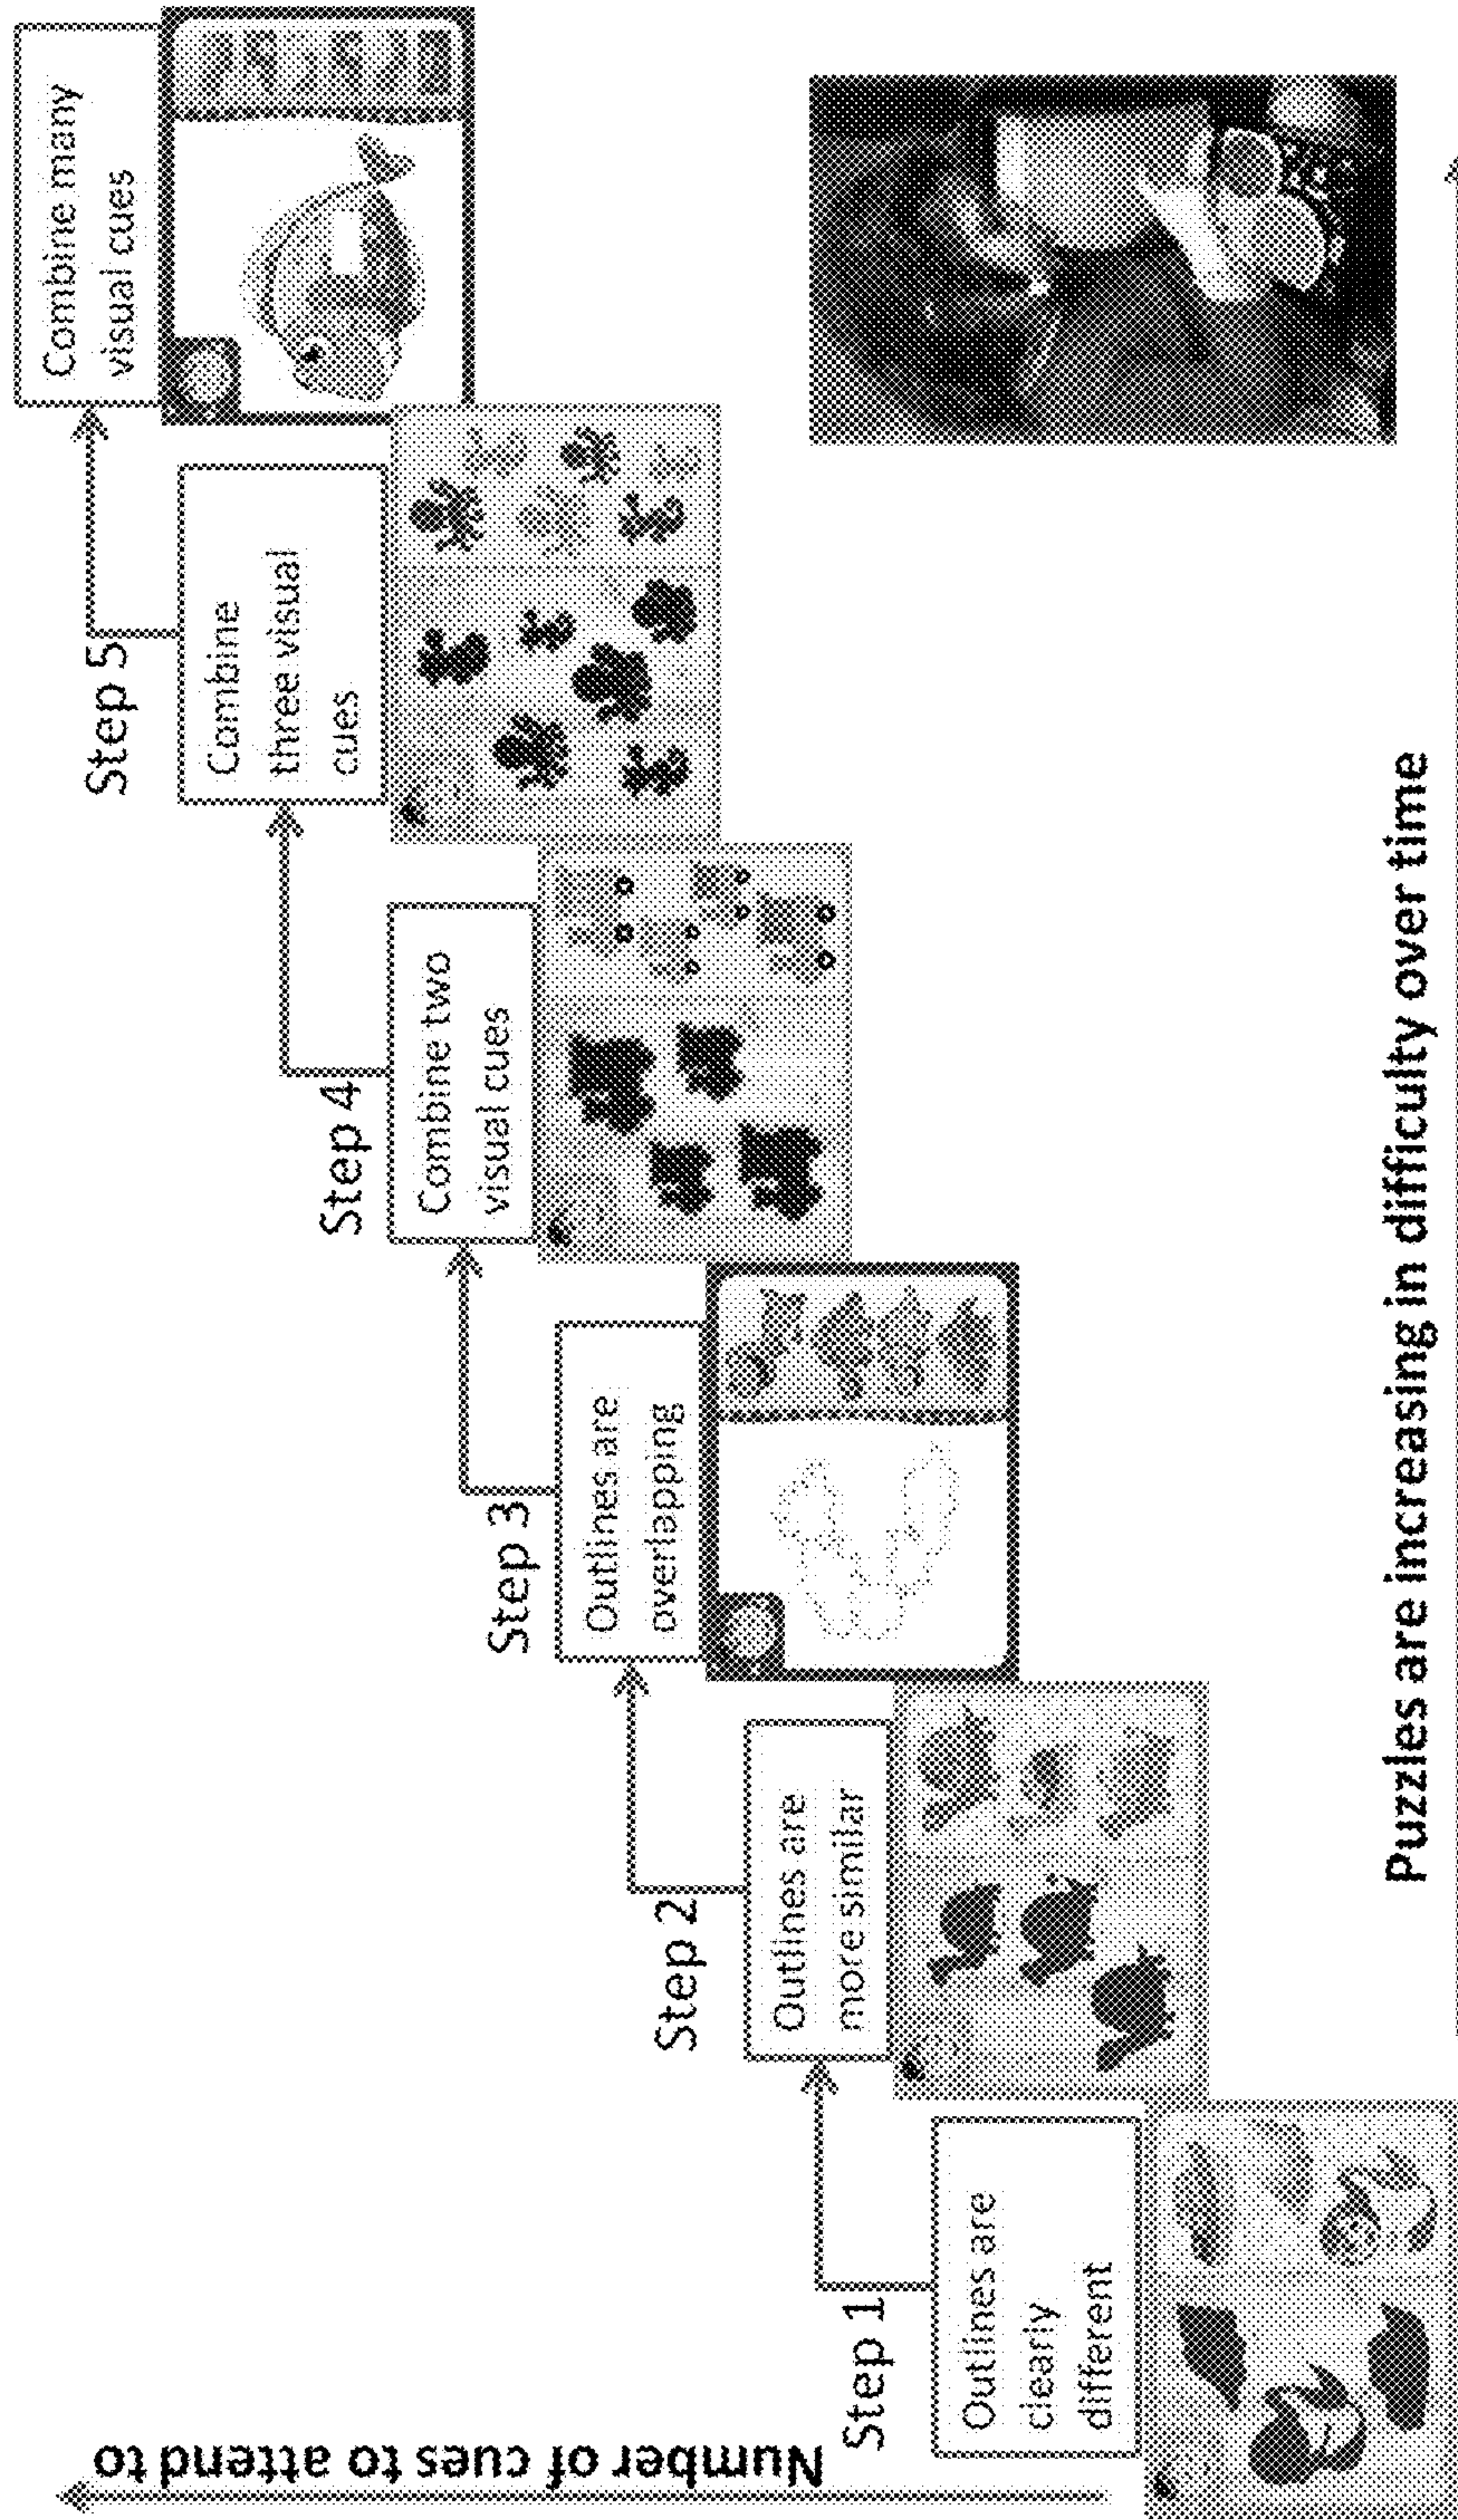 Number of cues to attend to
Step 1
Outlines are
clearly
different
Step 2
Outlines are
more similar
Step 3
Outlines are
overlapping
Step 4
Combine two
visual cues
Step 5
Combine
three visual
cues
Combine many
visual cues
Puzzles are increasing in difficulty over time